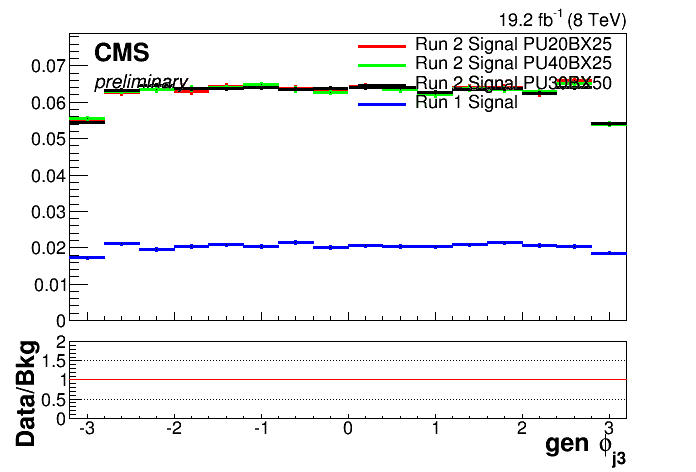 19.2 fb-1 (8 TeV)
CMS
preliminary
Run 2 Signal PU20BX25
Run 2 Signal PU40BX25
Run 2 Signal PU30BX50
Run 1 Signal
0.07
0.06
0.05
0.04
0.03
0.02
0.01
0
Data/Bkg
2
1.5
1
0.5
0
-3 -2 -1 0 1 2 3
gen ϕj3